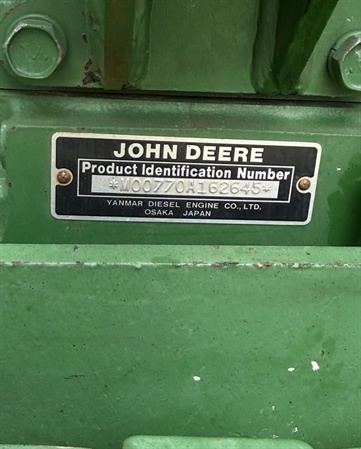 JOHN DEERE
Product Identification Number
*M00770A162645*
YANMAR DIESEL ENGINE CO., LTD.
OSAKA JAPAN